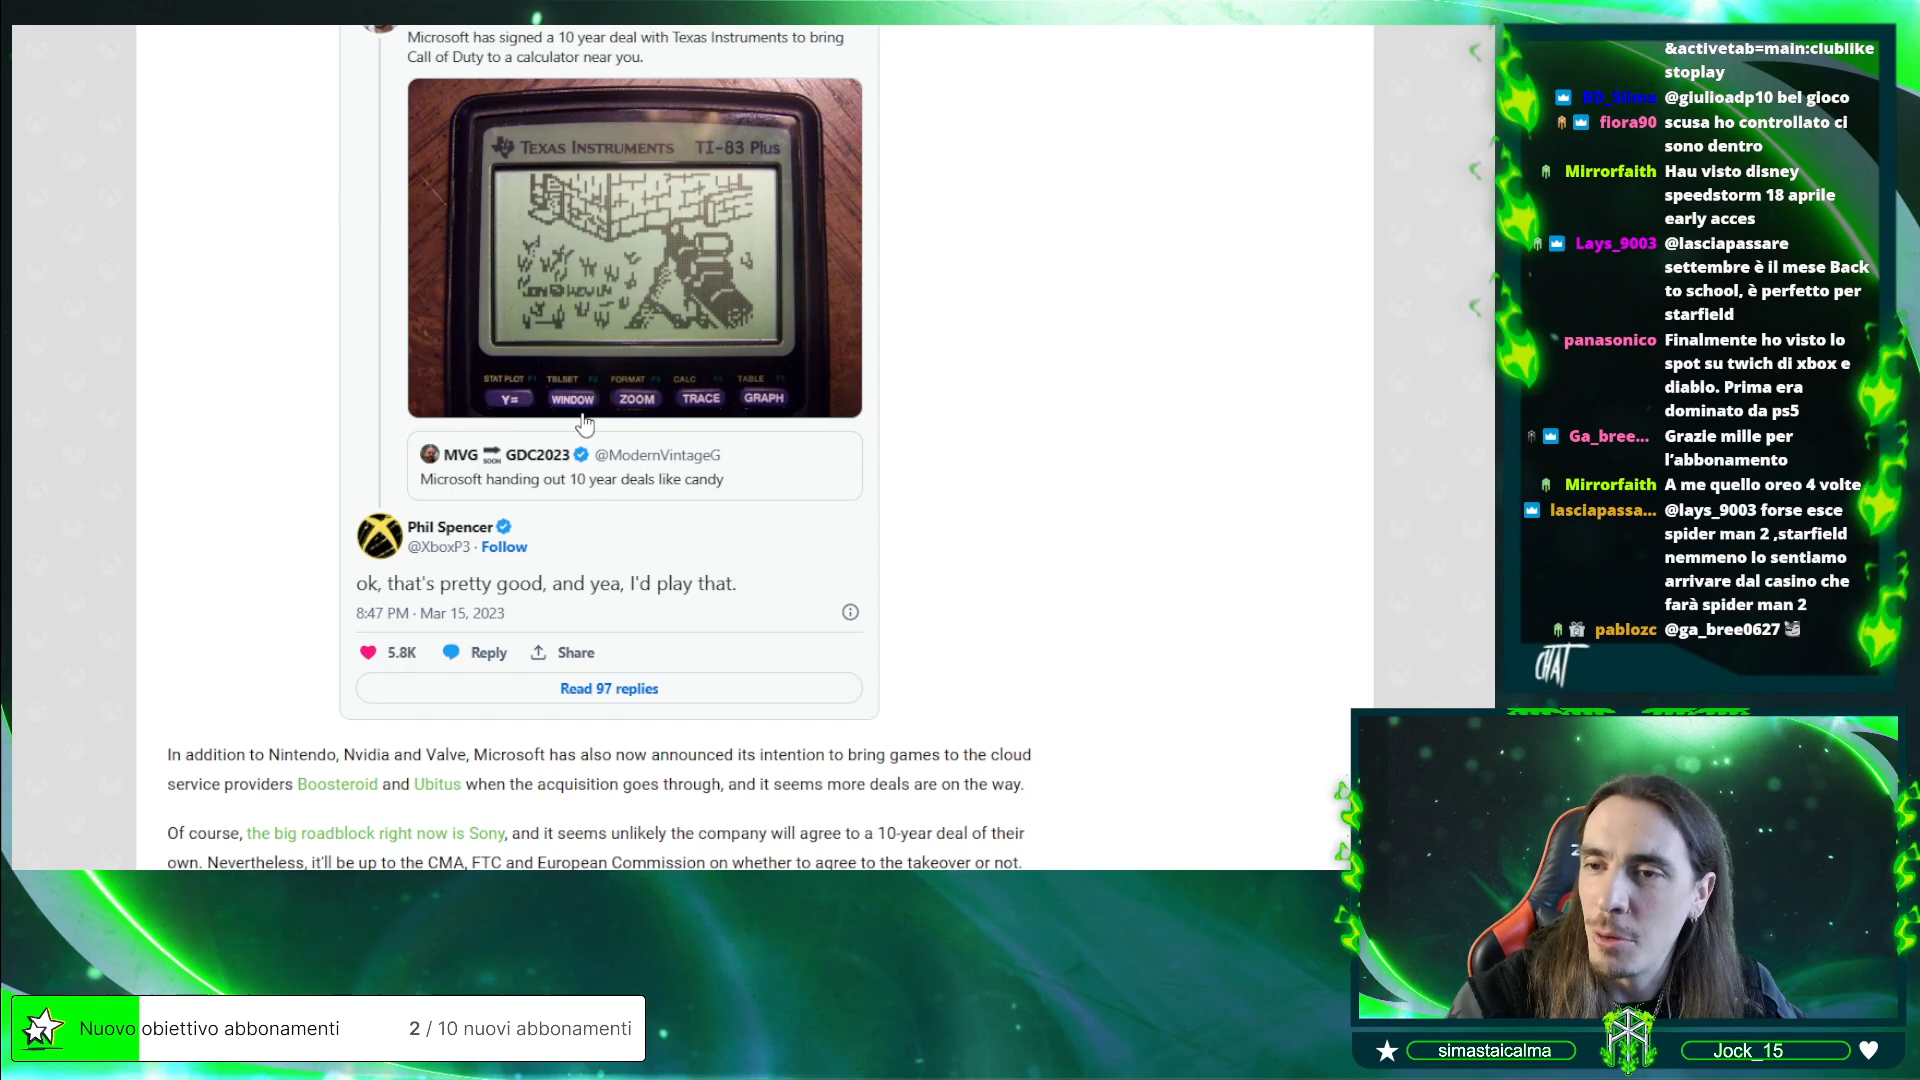 Microsoft has signed a 10 year deal with Texas Instruments to bring
Call of Duty to a calculator near you.
TEXAS INSTRUMENTS TI-83 Plus
STAT PLOT F1 TBLSET F2 FORMAT F3 CALC F4 TABLE F5
Y= WINDOW ZOOM TRACE GRAPH
MVG SOON GDC2023 @ModernVintageG
Microsoft handing out 10 year deals like candy
Phil Spencer
@XboxP3 · Follow
ok, that's pretty good, and yea, I'd play that.
8:47 PM · Mar 15, 2023
5.8K Reply Share
Read 97 replies
In addition to Nintendo, Nvidia and Valve, Microsoft has also now announced its intention to bring games to the cloud
service providers Boosteroid and Ubitus when the acquisition goes through, and it seems more deals are on the way.
Of course, the big roadblock right now is Sony, and it seems unlikely the company will agree to a 10-year deal of their
own. Nevertheless, it'll be up to the CMA, FTC and European Commission on whether to agree to the takeover or not.
&activetab=main:clublike
stoplay
BD_Silma @giulioadp10 bel gioco
fiora90 scusa ho controllato ci
sono dentro
Mirrorfaith Hau visto disney
speedstorm 18 aprile
early acces
Lays_9003 @lasciapassare
settembre è il mese Back
to school, è perfetto per
starfield
panasonico Finalmente ho visto lo
spot su twich di xbox e
diablo. Prima era
dominato da ps5
Ga_bree... Grazie mille per
l'abbonamento
Mirrorfaith A me quello oreo 4 volte
lasciapassa... @lays_9003 forse esce
spider man 2 ,starfield
nemmeno lo sentiamo
arrivare dal casino che
farà spider man 2
pablozc @ga_bree0627
CHAT
simastaicalma
Jock_15
Nuovo obiettivo abbonamenti 2 / 10 nuovi abbonamenti